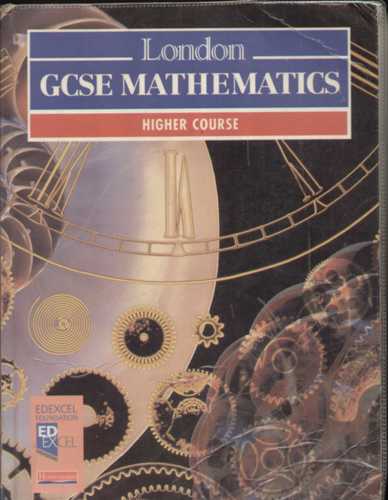 London
GCSE MATHEMATICS
HIGHER COURSE
EDEXCEL
FOUNDATION
ED
EXCEL